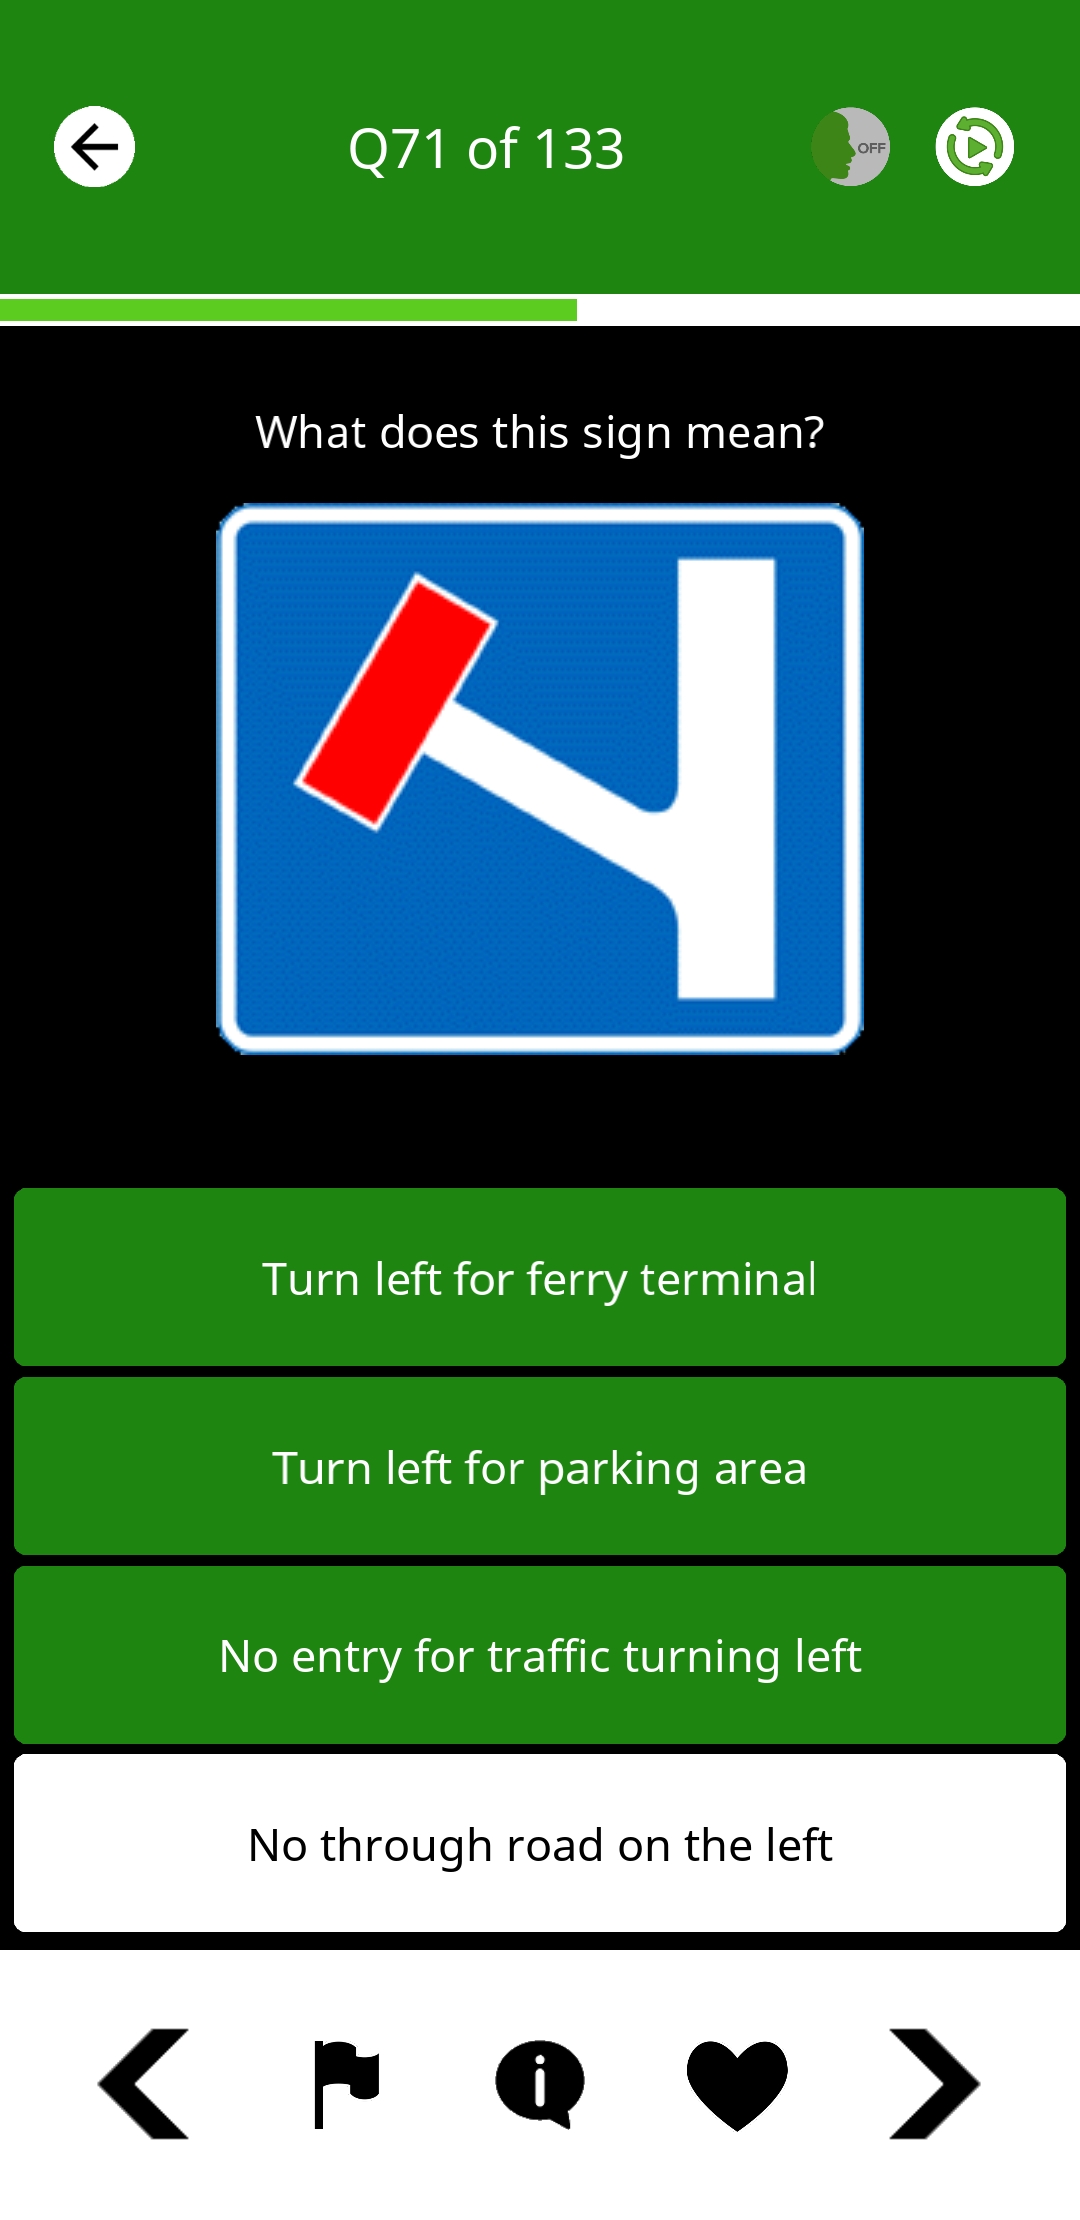 Q71 of 133
OFF
What does this sign mean?
Turn left for ferry terminal
Turn left for parking area
No entry for traffic turning left
No through road on the left